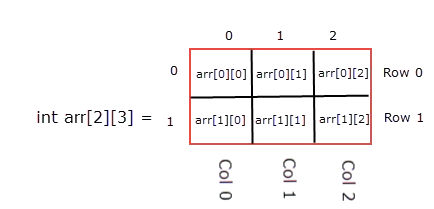 0 1 2
0 arr[0][0] arr[0][1] arr[0][2] Row 0
int arr[2][3] = 1 arr[1][0] arr[1][1] arr[1][2] Row 1
Col 0 Col 1 Col 2